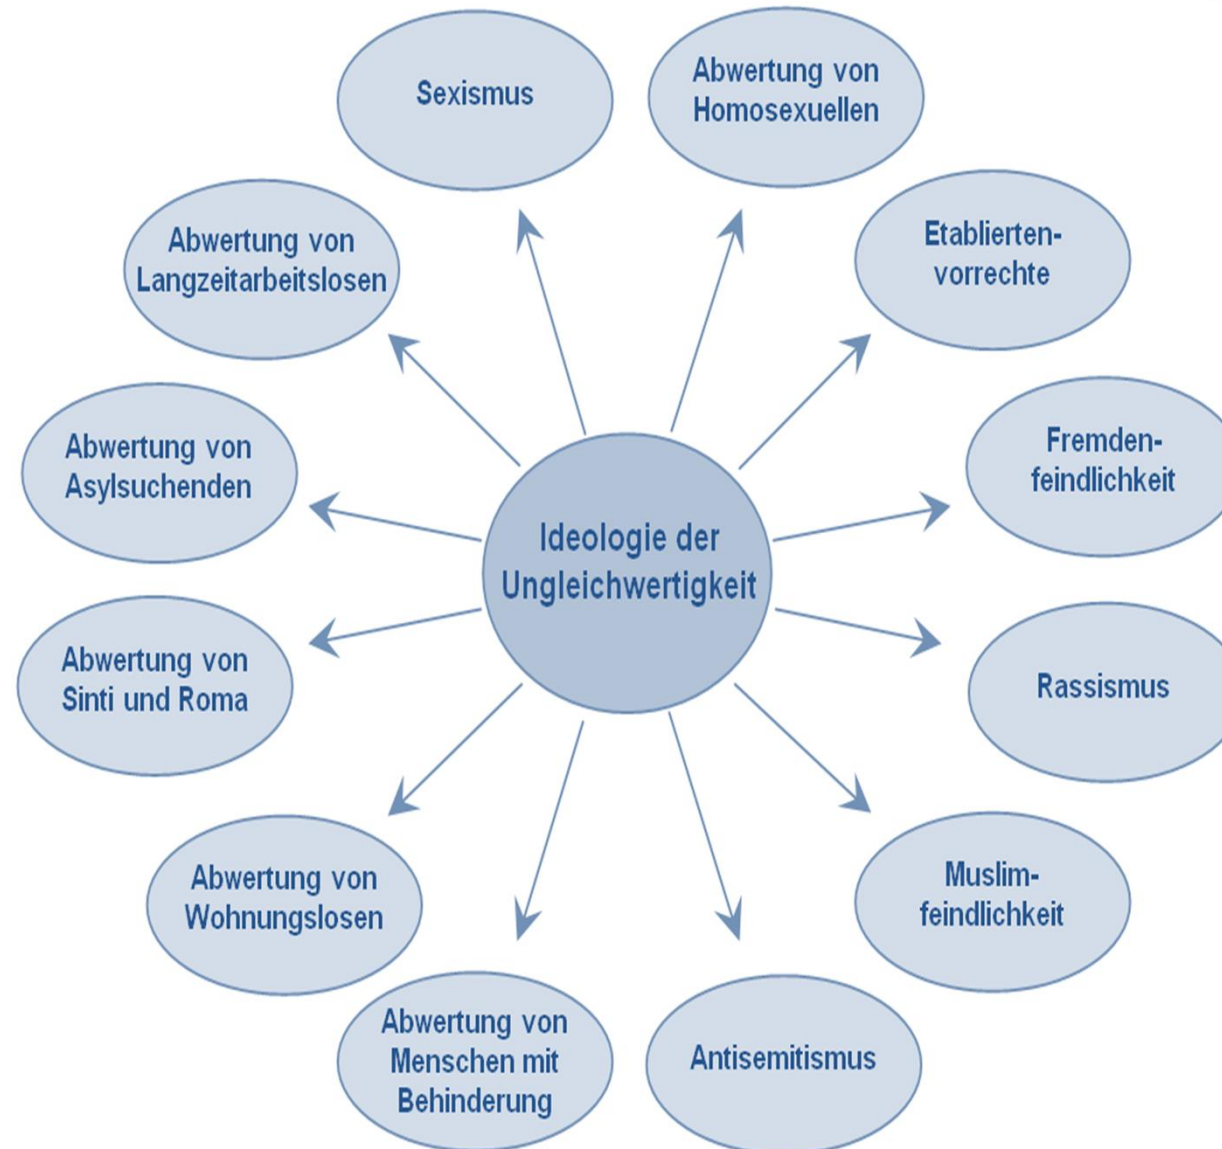 Sexismus
Abwertung von
Homosexuellen
Etablierten-
vorrechte
Fremden-
feindlichkeit
Rassismus
Muslim-
feindlichkeit
Antisemitismus
Abwertung von
Menschen mit
Behinderung
Abwertung von
Wohnungslosen
Abwertung von
Sinti und Roma
Abwertung von
Asylsuchenden
Abwertung von
Langzeitarbeitslosen
Ideologie der
Ungleichwertigkeit